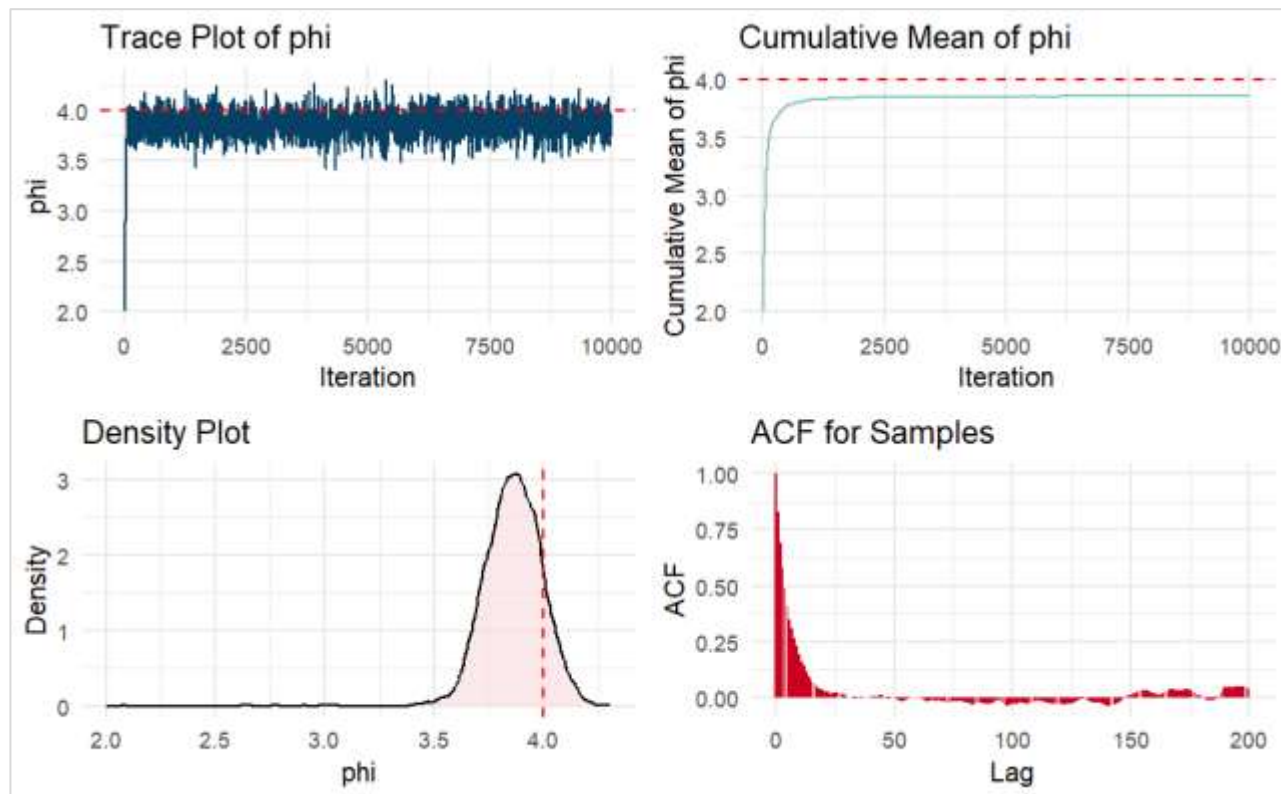 Trace Plot of phi
phi
4.0
3.5
3.0
2.5
2.0
0 2500 5000 7500 10000
Iteration
Cumulative Mean of phi
Cumulative Mean of phi
4.0
3.5
3.0
2.5
2.0
0 2500 5000 7500 10000
Iteration
Density Plot
Density
3
2
1
0
2.0 2.5 3.0 3.5 4.0
phi
ACF for Samples
ACF
1.00
0.75
0.50
0.25
0.00
0 50 100 150 200
Lag